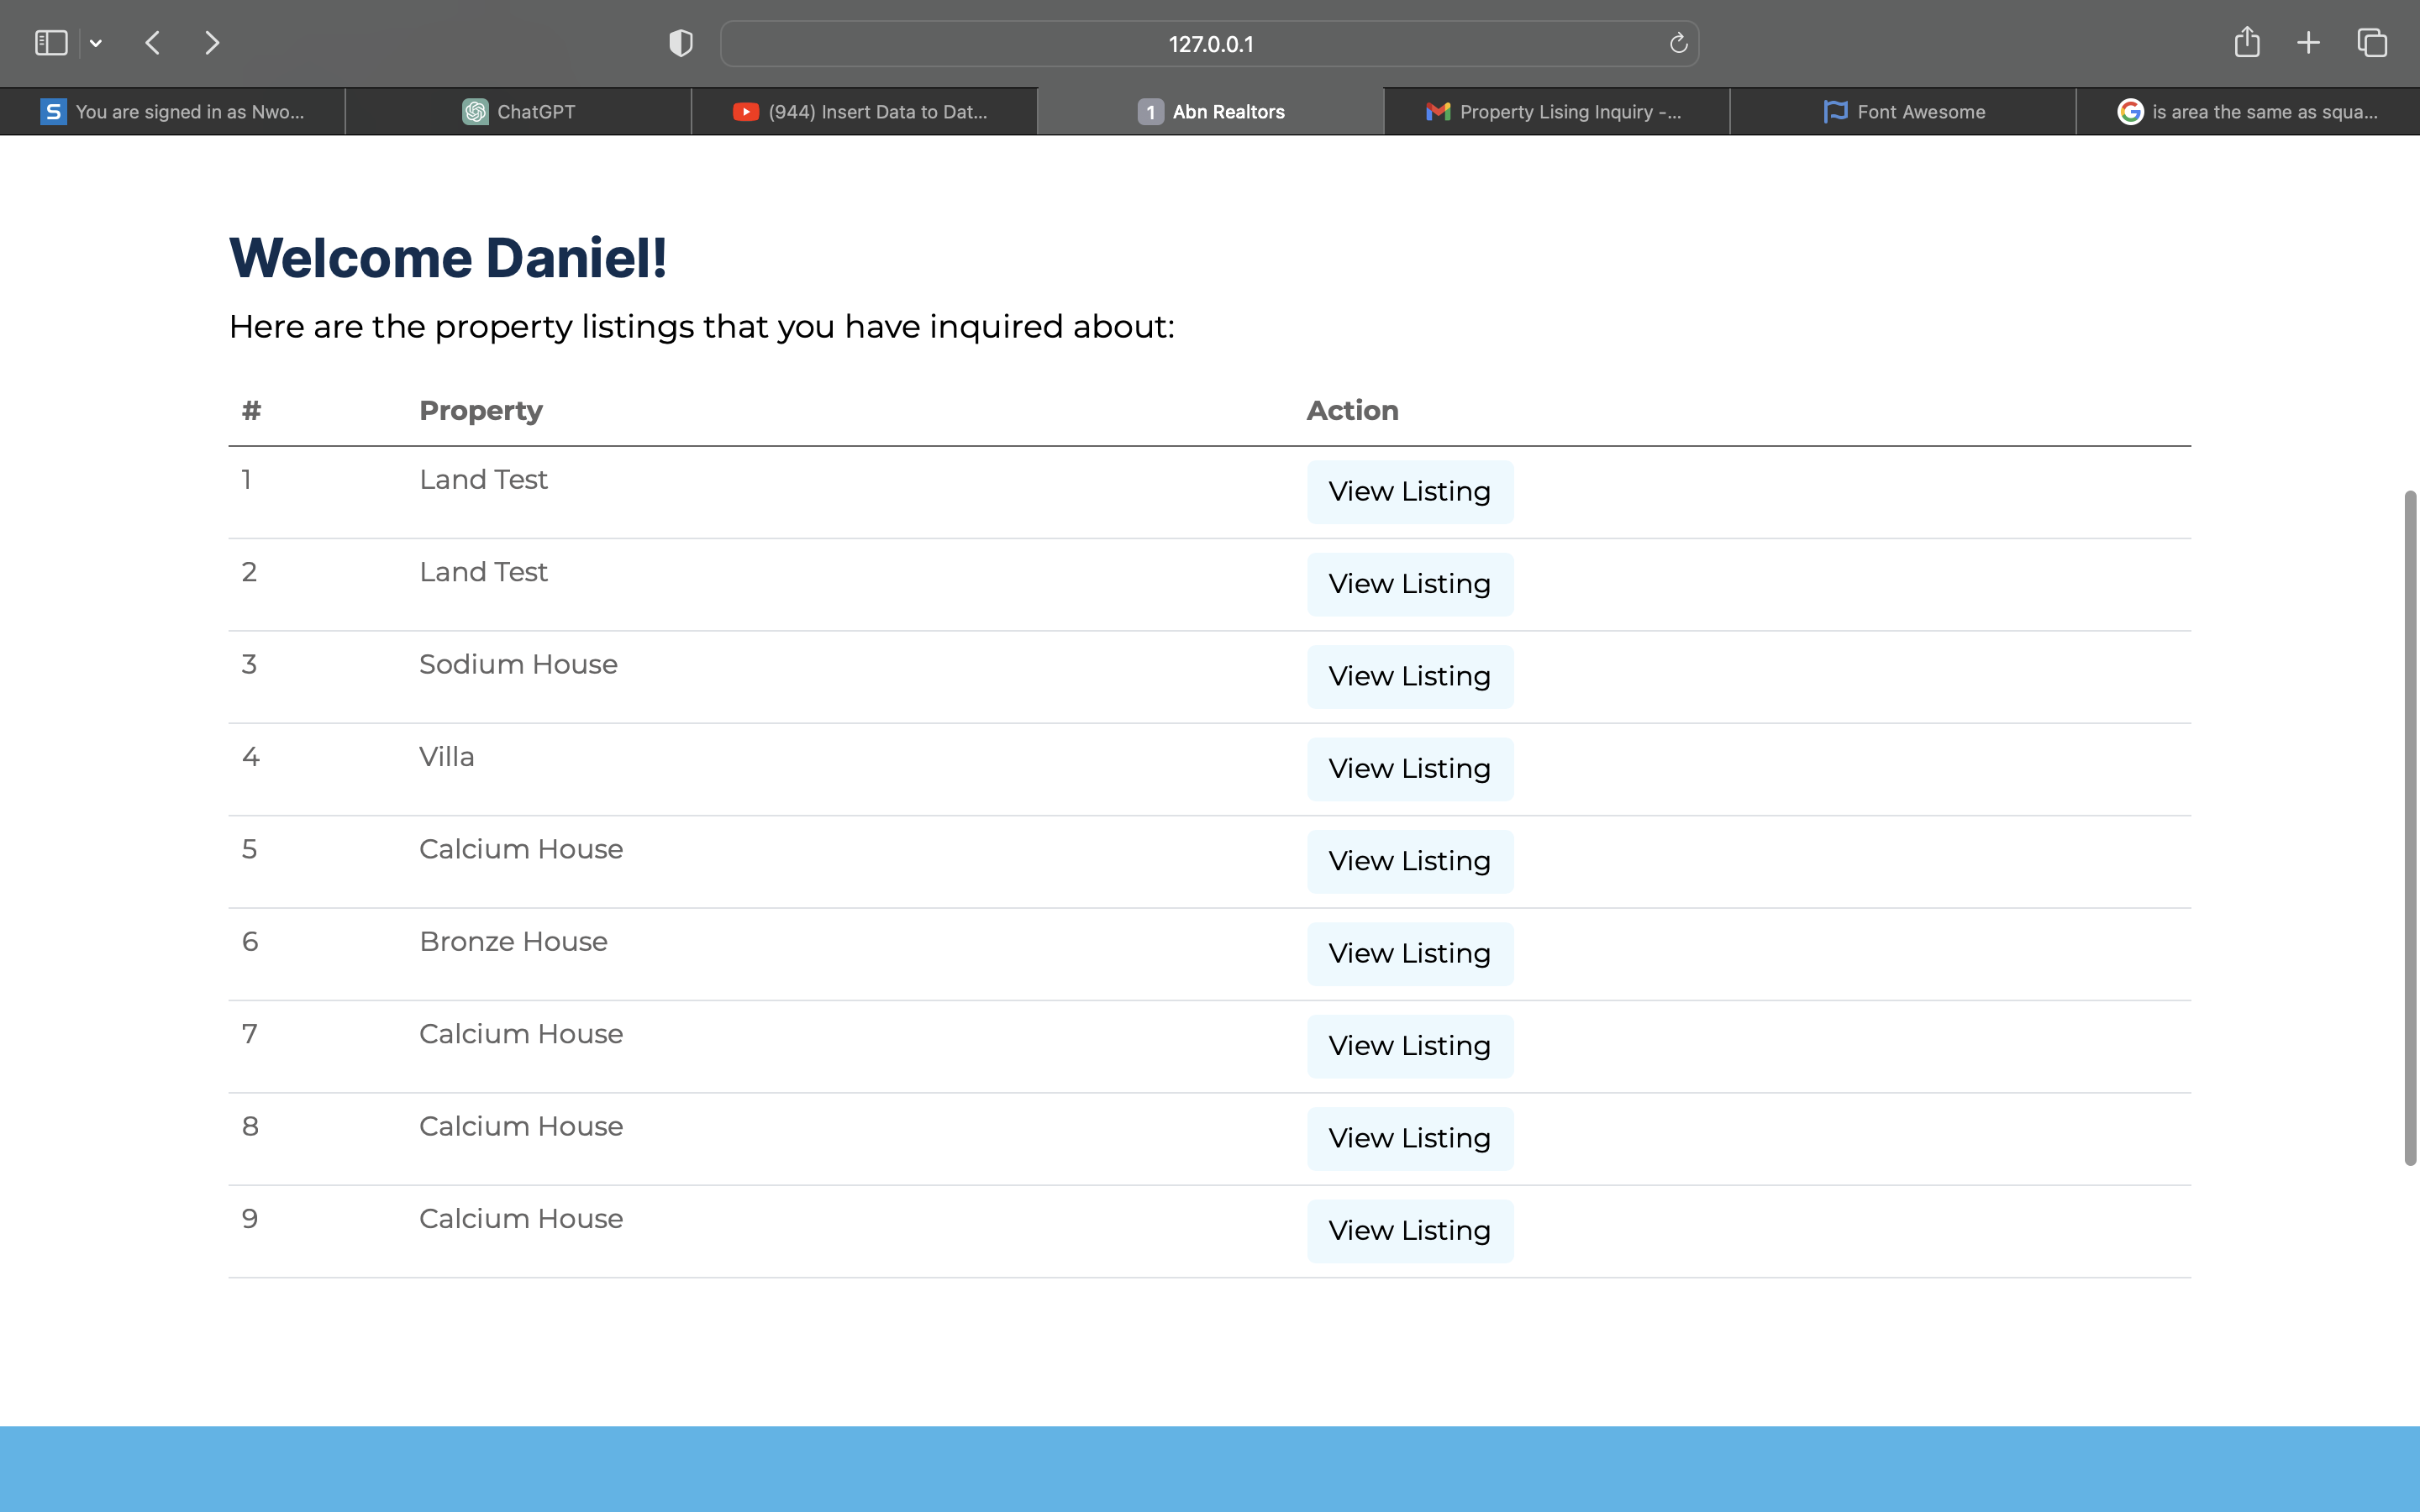 127.0.0.1
S You are signed in as Nwo...
ChatGPT
(944) Insert Data to Dat...
1 Abn Realtors
Property Lising Inquiry -...
Font Awesome
is area the same as squa...
Welcome Daniel!
Here are the property listings that you have inquired about:
# Property Action
1 Land Test View Listing
2 Land Test View Listing
3 Sodium House View Listing
4 Villa View Listing
5 Calcium House View Listing
6 Bronze House View Listing
7 Calcium House View Listing
8 Calcium House View Listing
9 Calcium House View Listing